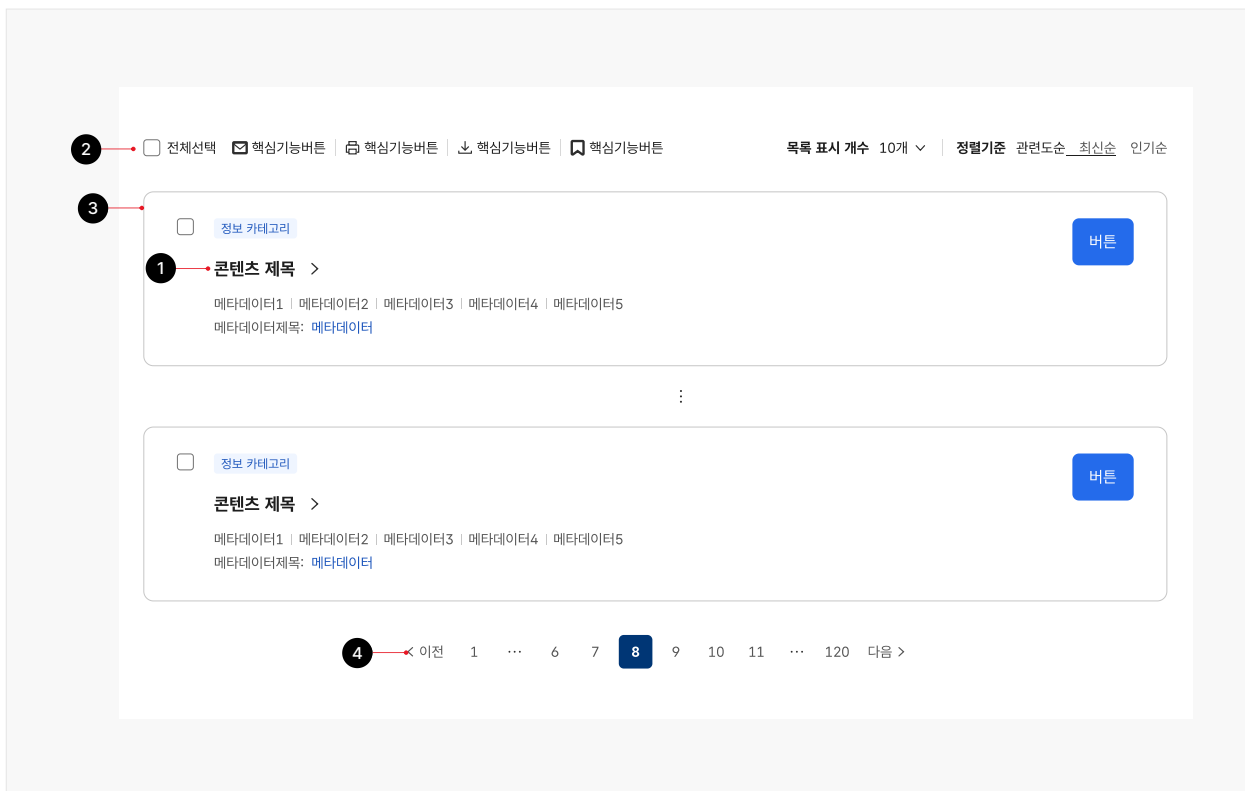 2 전체선택 핵심기능버튼 핵심기능버튼 핵심기능버튼 핵심기능버튼 목록 표시 개수 10개 정렬기준 관련도순 최신순 인기순
3
정보 카테고리 버튼
1 콘텐츠 제목
메타데이터1 메타데이터2 메타데이터3 메타데이터4 메타데이터5
메타데이터제목: 메타데이터
정보 카테고리 버튼
콘텐츠 제목
메타데이터1 메타데이터2 메타데이터3 메타데이터4 메타데이터5
메타데이터제목: 메타데이터
4 이전 1 ... 6 7 8 9 10 11 ... 120 다음